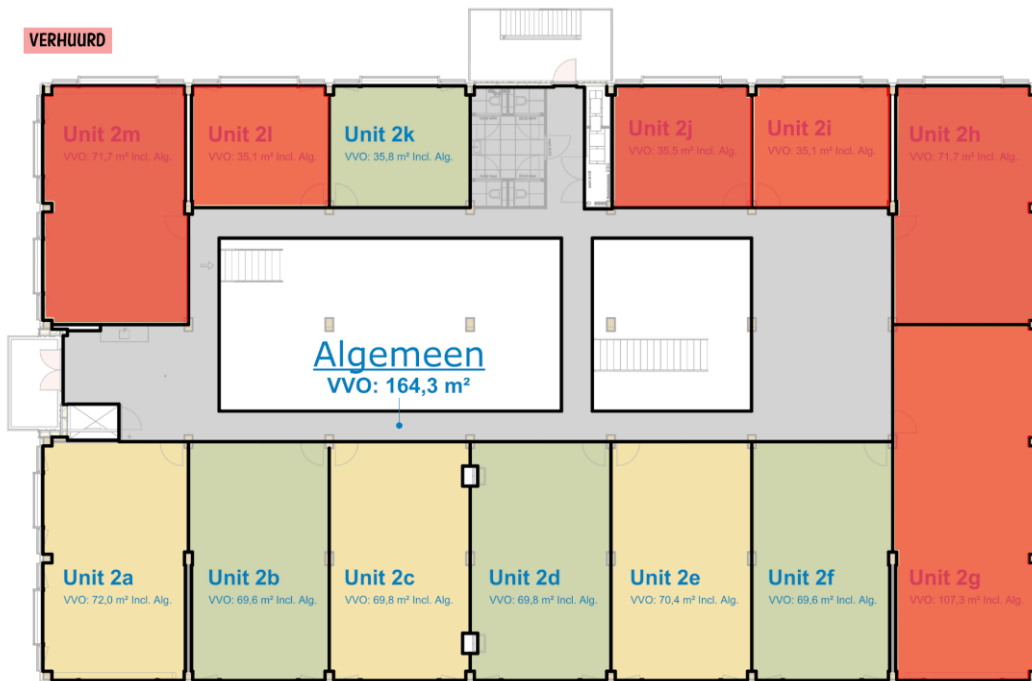 VERHUURD
Unit 2m
VVO: 71,7 m² Incl. Alg.
Unit 2l
VVO: 35,1 m² Incl. Alg.
Unit 2k
VVO: 35,8 m² Incl. Alg.
Unit 2j
VVO: 35,5 m² Incl. Alg.
Unit 2i
VVO: 35,1 m² Incl. Alg.
Unit 2h
VVO: 71,7 m² Incl. Alg.
Algemeen
VVO: 164,3 m²
Unit 2a
VVO: 72,0 m² Incl. Alg.
Unit 2b
VVO: 69,6 m² Incl. Alg.
Unit 2c
VVO: 69,8 m² Incl. Alg.
Unit 2d
VVO: 69,8 m² Incl. Alg.
Unit 2e
VVO: 70,4 m² Incl. Alg.
Unit 2f
VVO: 69,6 m² Incl. Alg.
Unit 2g
VVO: 107,3 m² Incl. Alg.